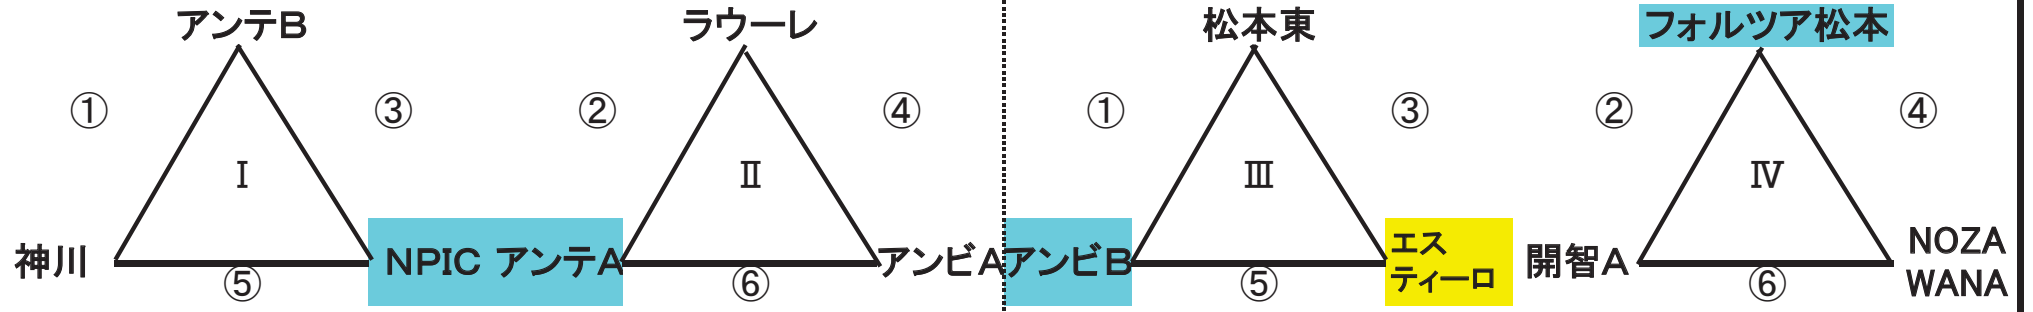 アンテB
ラウーレ
松本東
フォルツア松本
① ③ ② ④ ① ③ ② ④
Ⅰ Ⅱ Ⅲ Ⅳ
神川 NPIC アンテA アンビA アンビB エス
ティーロ
開智A NOZA
WANA
⑤ ⑥ ⑤ ⑥